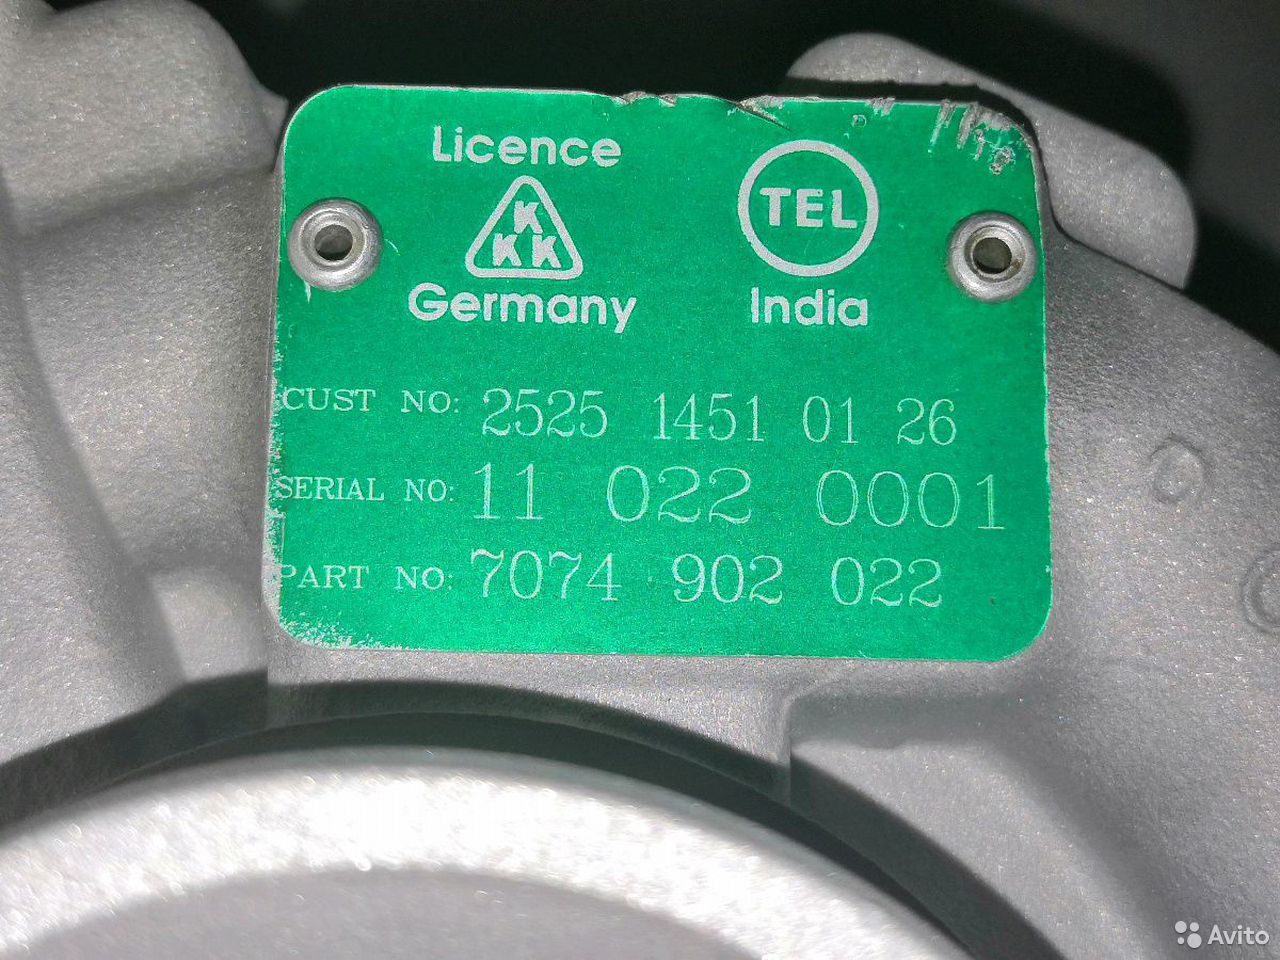 Licence
K
KK
Germany
TEL
India
CUST NO: 2525 1451 01 26
SERIAL NO: 11 022 0001
PART NO: 7074 902 022
Avito